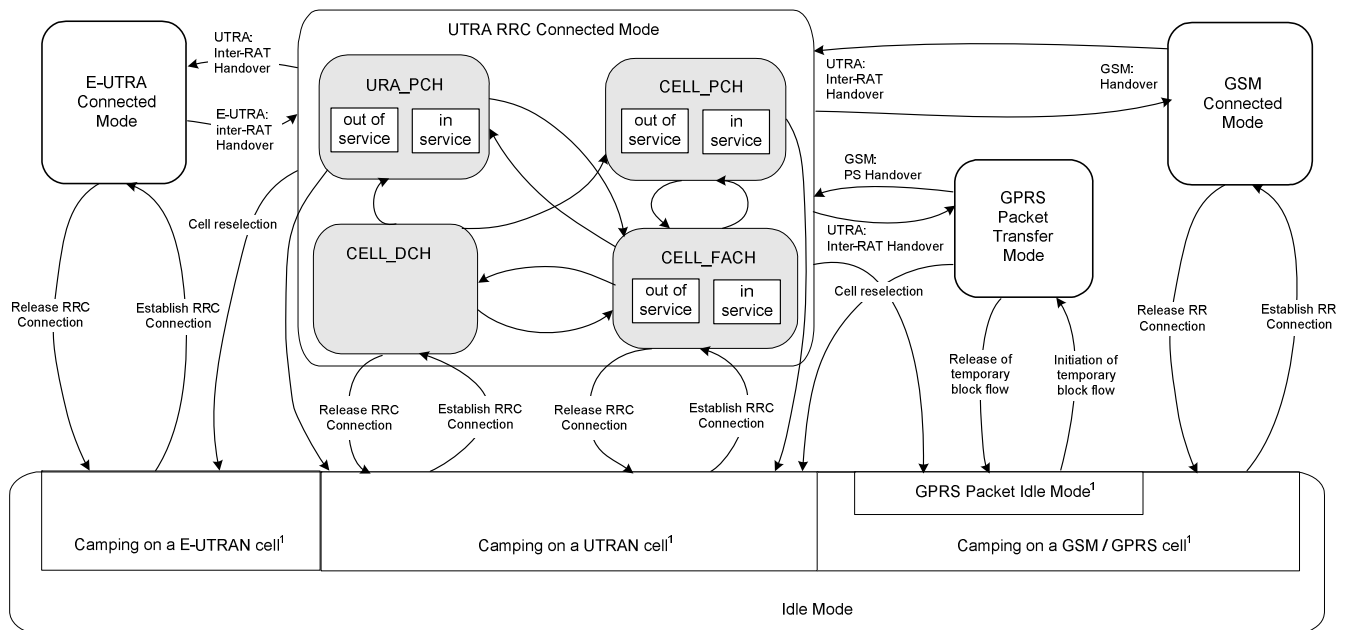 UTRA RRC Connected Mode
E-UTRA
Connected
Mode
UTRA:
Inter-RAT
Handover
E-UTRA:
inter-RAT
Handover
URA_PCH
out of
service
in
service
CELL_PCH
out of
service
in
service
CELL_DCH
CELL_FACH
out of
service
in
service
UTRA:
Inter-RAT
Handover
GSM:
Handover
GSM
Connected
Mode
GSM:
PS Handover
UTRA:
Inter-RAT Handover
GPRS
Packet
Transfer
Mode
Cell reselection
Cell reselection
Release RRC
Connection
Establish RRC
Connection
Release RRC
Connection
Establish RRC
Connection
Release RRC
Connection
Establish RRC
Connection
Release of
temporary
block flow
Initiation of
temporary
block flow
Release RR
Connection
Establish RR
Connection
GPRS Packet Idle Mode¹
Camping on a E-UTRAN cell¹
Camping on a UTRAN cell¹
Camping on a GSM / GPRS cell¹
Idle Mode